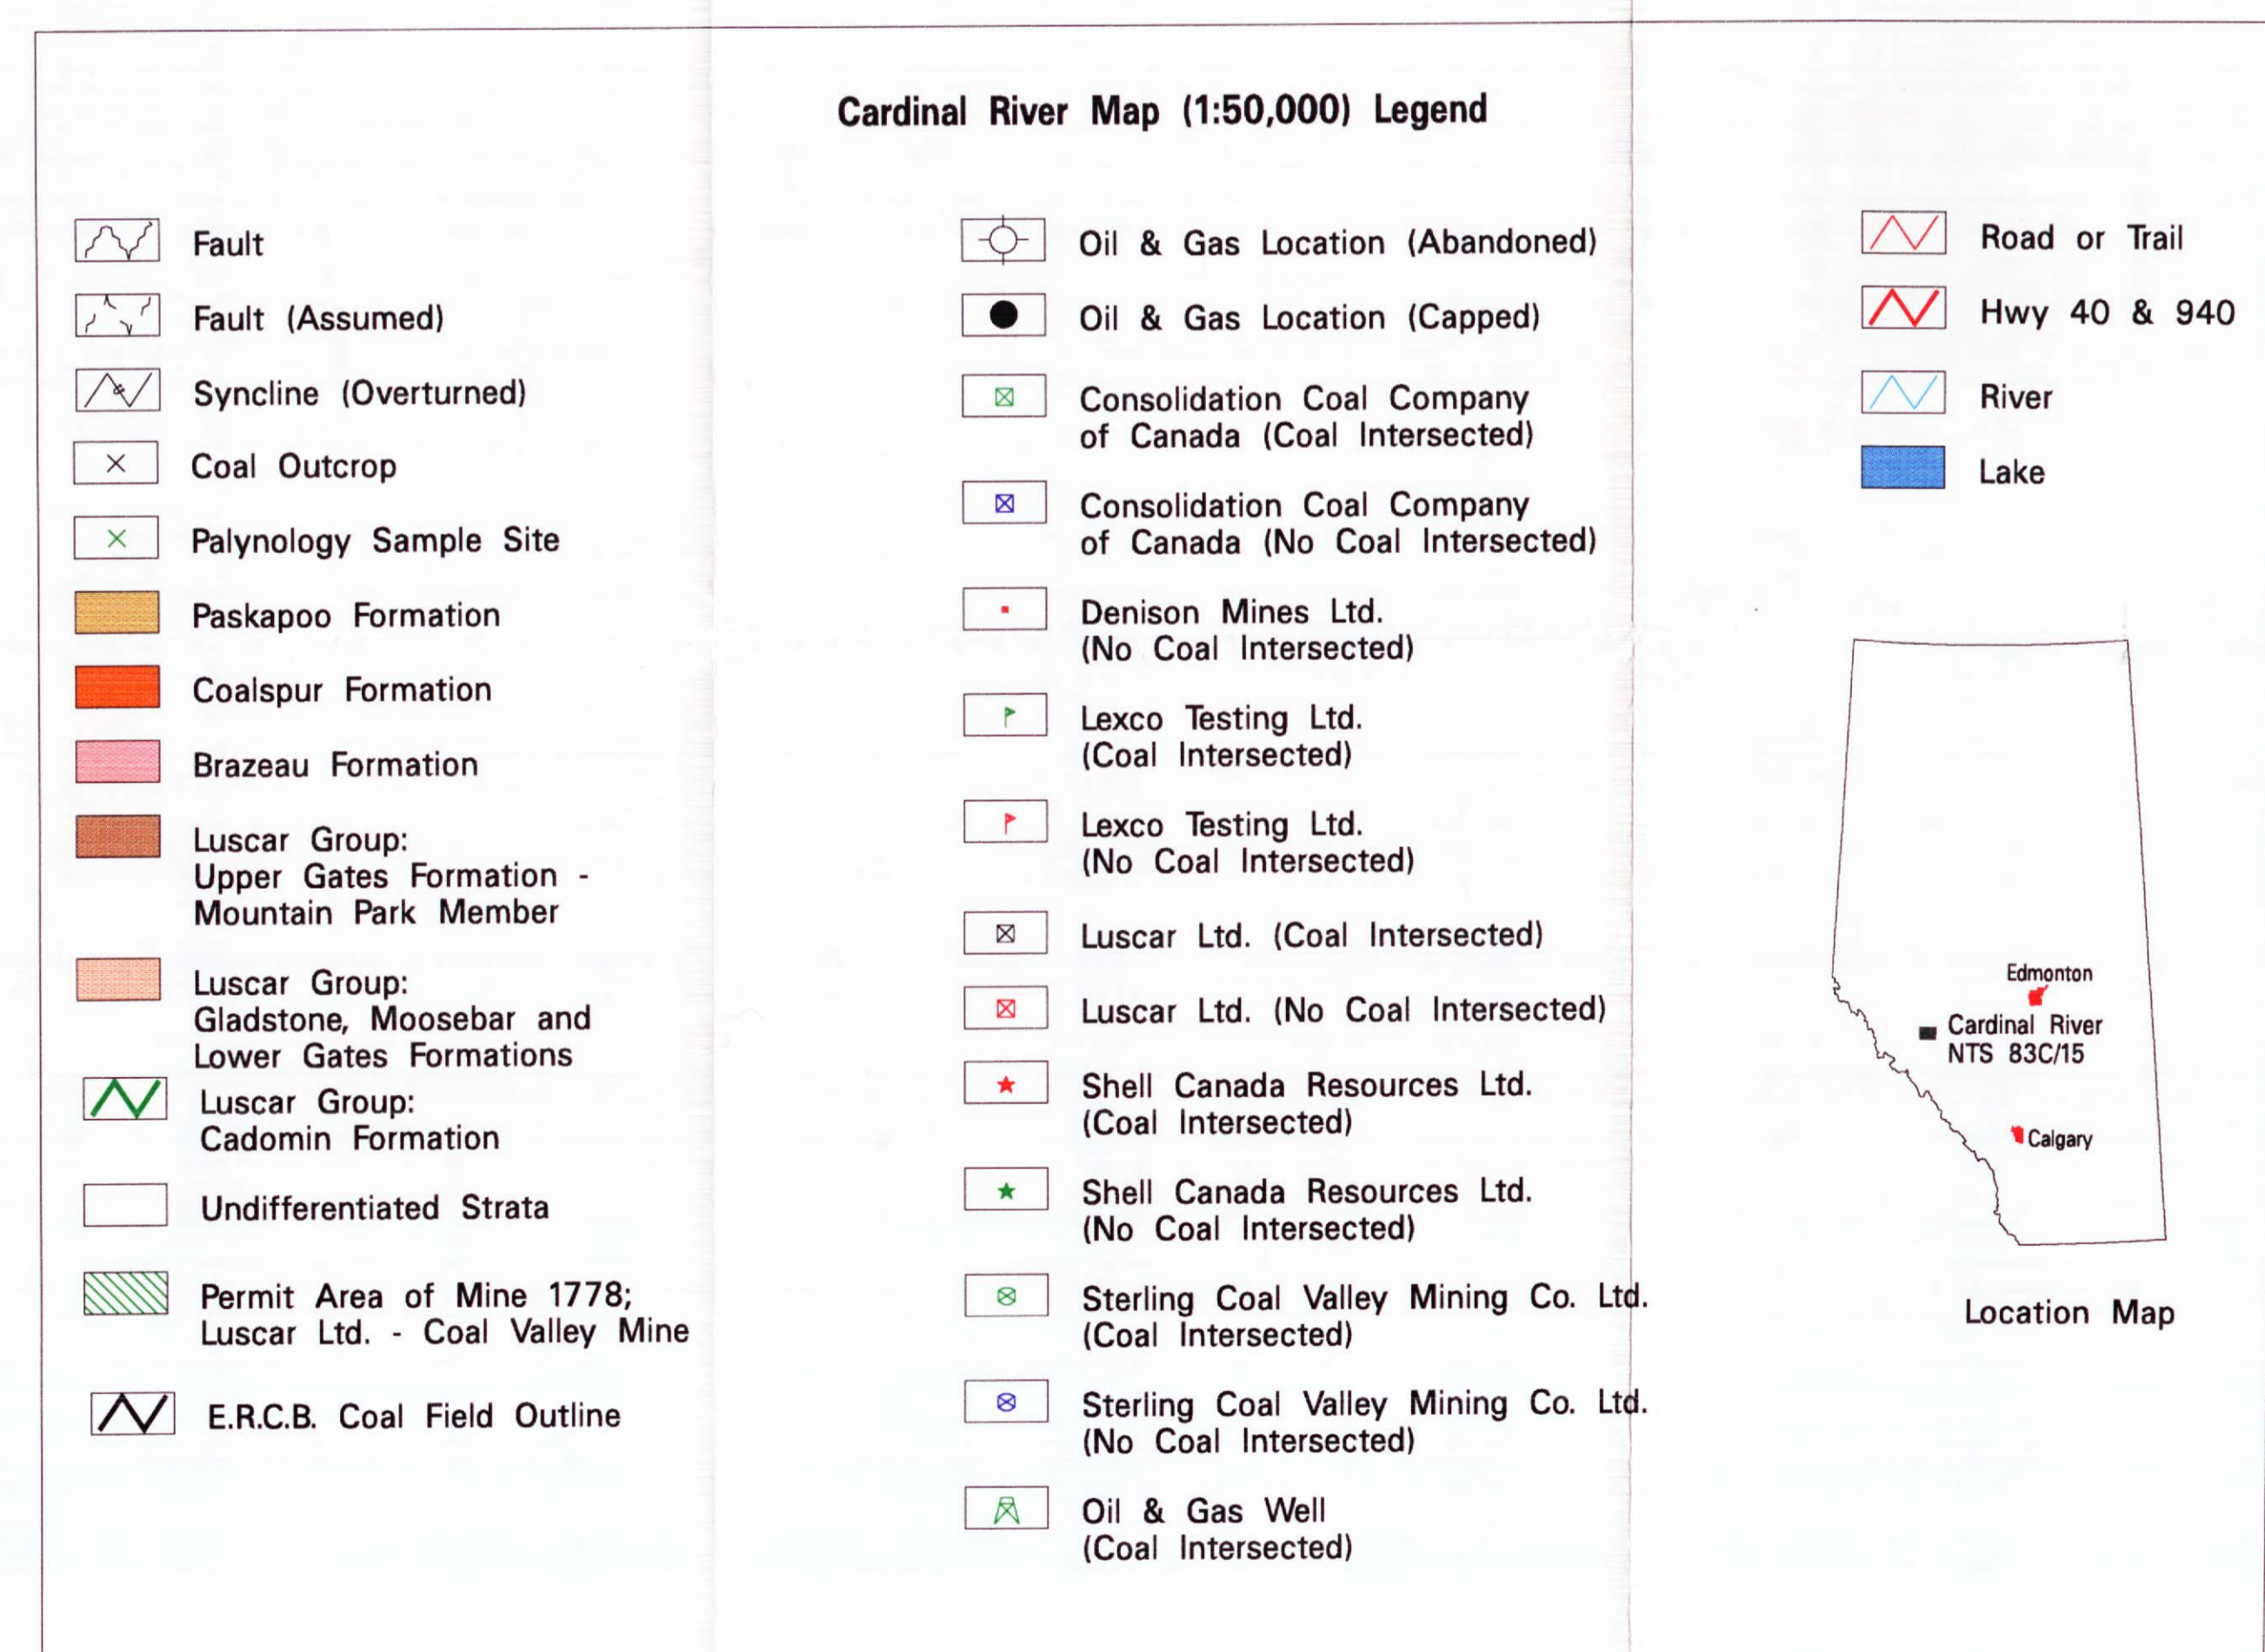 Cardinal River Map (1:50,000) Legend
Fault
Fault (Assumed)
Syncline (Overturned)
Coal Outcrop
Palynology Sample Site
Paskapoo Formation
Coalspur Formation
Brazeau Formation
Luscar Group:
Upper Gates Formation -
Mountain Park Member
Luscar Group:
Gladstone, Moosebar and
Lower Gates Formations
Luscar Group:
Cadomin Formation
Undifferentiated Strata
Permit Area of Mine 1778;
Luscar Ltd. - Coal Valley Mine
E.R.C.B. Coal Field Outline
Oil & Gas Location (Abandoned)
Oil & Gas Location (Capped)
Consolidation Coal Company
of Canada (Coal Intersected)
Consolidation Coal Company
of Canada (No Coal Intersected)
Denison Mines Ltd.
(No Coal Intersected)
Lexco Testing Ltd.
(Coal Intersected)
Lexco Testing Ltd.
(No Coal Intersected)
Luscar Ltd. (Coal Intersected)
Luscar Ltd. (No Coal Intersected)
Shell Canada Resources Ltd.
(Coal Intersected)
Shell Canada Resources Ltd.
(No Coal Intersected)
Sterling Coal Valley Mining Co. Ltd.
(Coal Intersected)
Sterling Coal Valley Mining Co. Ltd.
(No Coal Intersected)
Oil & Gas Well
(Coal Intersected)
Road or Trail
Hwy 40 & 940
River
Lake
Edmonton
Cardinal River
NTS 83C/15
Calgary
Location Map